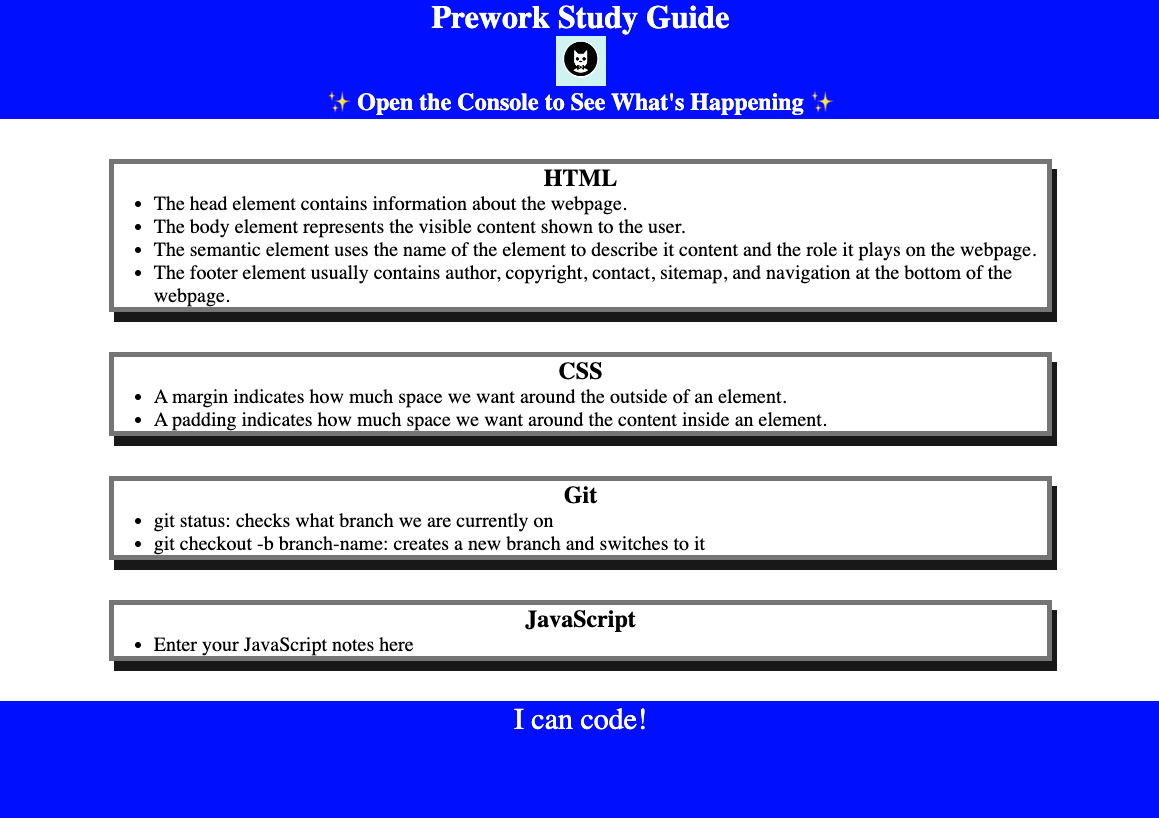 Prework Study Guide
✨ Open the Console to See What's Happening ✨
HTML
• The head element contains information about the webpage.
• The body element represents the visible content shown to the user.
• The semantic element uses the name of the element to describe it content and the role it plays on the webpage.
• The footer element usually contains author, copyright, contact, sitemap, and navigation at the bottom of the
webpage.
CSS
• A margin indicates how much space we want around the outside of an element.
• A padding indicates how much space we want around the content inside an element.
Git
• git status: checks what branch we are currently on
• git checkout -b branch-name: creates a new branch and switches to it
JavaScript
• Enter your JavaScript notes here
I can code!